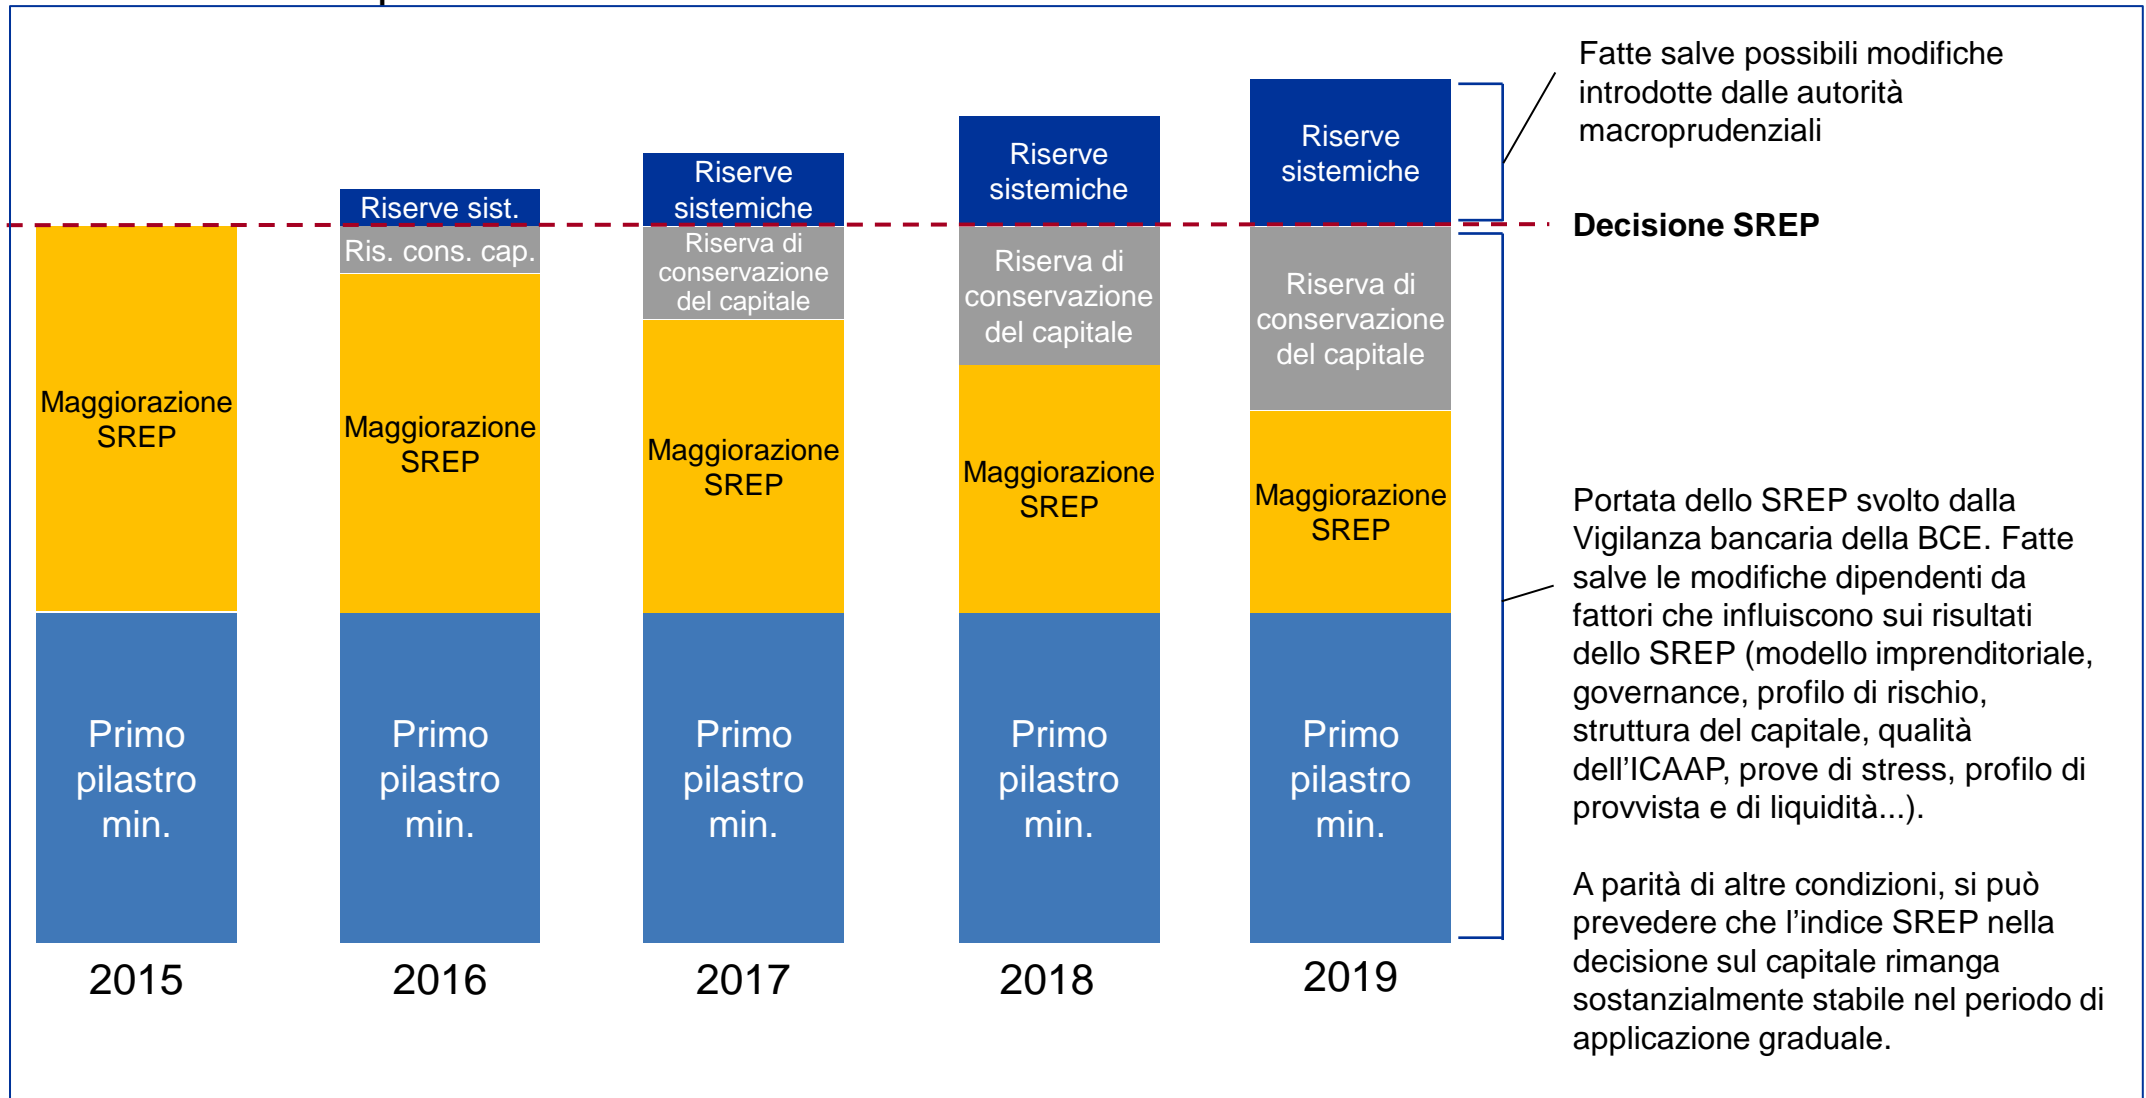 Fatte salve possibili modifiche
introdotte dalle autorità
macroprudenziali
Decisione SREP
Portata dello SREP svolto dalla
Vigilanza bancaria della BCE. Fatte
salve le modifiche dipendenti da
fattori che influiscono sui risultati
dello SREP (modello imprenditoriale,
governance, profilo di rischio,
struttura del capitale, qualità
dell’ICAAP, prove di stress, profilo di
provvista e di liquidità...).
A parità di altre condizioni, si può
prevedere che l’indice SREP nella
decisione sul capitale rimanga
sostanzialmente stabile nel periodo di
applicazione graduale.
Maggiorazione
SREP
Primo
pilastro
min.
2015
Riserve sist.
Ris. cons. cap.
Maggiorazione
SREP
Primo
pilastro
min.
2016
Riserve
sistemiche
Riserva di
conservazione
del capitale
Maggiorazione
SREP
Primo
pilastro
min.
2017
Riserve
sistemiche
Riserva di
conservazione
del capitale
Maggiorazione
SREP
Primo
pilastro
min.
2018
Riserve
sistemiche
Riserva di
conservazione
del capitale
Maggiorazione
SREP
Primo
pilastro
min.
2019